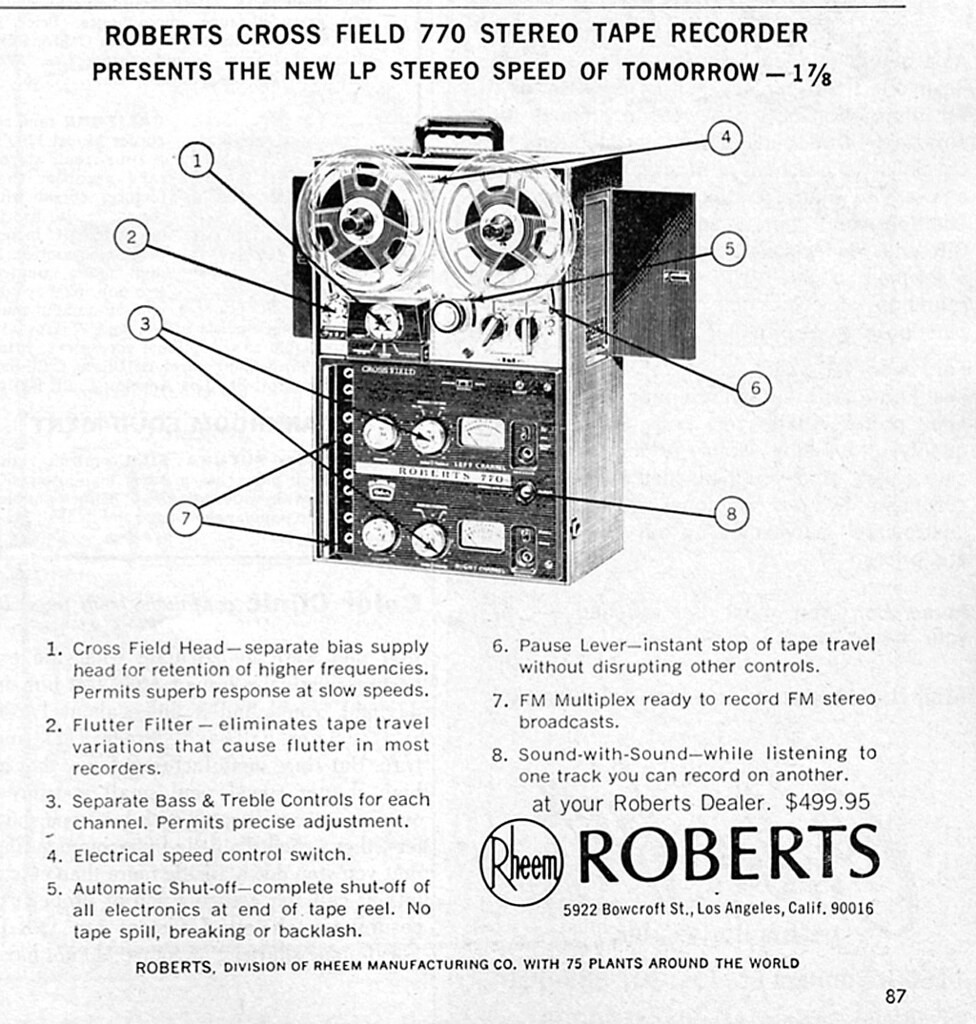 ROBERTS CROSS FIELD 770 STEREO TAPE RECORDER
PRESENTS THE NEW LP STEREO SPEED OF TOMORROW — 1⅞
1
2
3
4
5
6
7
8
CROSS FIELD
LEFT CHANNEL
ROBERTS 770
RIGHT CHANNEL
1. Cross Field Head—separate bias supply
head for retention of higher frequencies.
Permits superb response at slow speeds.
2. Flutter Filter — eliminates tape travel
variations that cause flutter in most
recorders.
3. Separate Bass & Treble Controls for each
channel. Permits precise adjustment.
4. Electrical speed control switch.
5. Automatic Shut-off—complete shut-off of
all electronics at end of tape reel. No
tape spill, breaking or backlash.
6. Pause Lever—instant stop of tape travel
without disrupting other controls.
7. FM Multiplex ready to record FM stereo
broadcasts.
8. Sound-with-Sound—while listening to
one track you can record on another.
at your Roberts Dealer. $499.95
Rheem ROBERTS
5922 Bowcroft St., Los Angeles, Calif. 90016
ROBERTS, DIVISION OF RHEEM MANUFACTURING CO. WITH 75 PLANTS AROUND THE WORLD
87